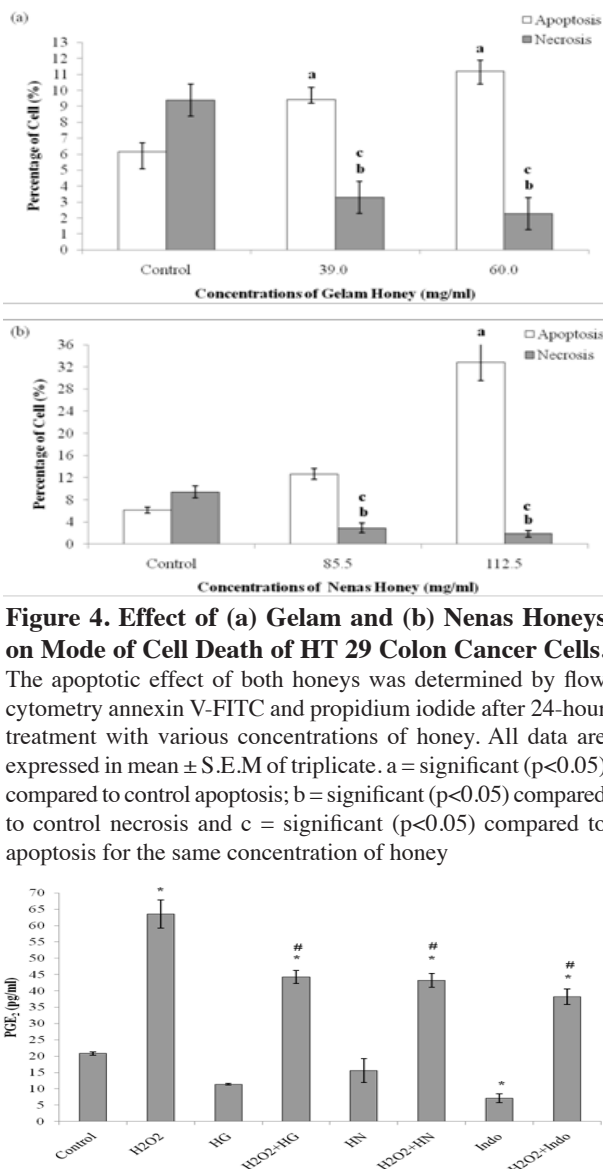 (a)
Apoptosis
Necrosis
13
12
11
10
9
8
7
6
5
4
3
2
1
0
Percentage of Cell (%)
a
c
b
a
c
b
Control
39.0
60.0
Concentrations of Gelam Honey (mg/ml)
(b)
Apoptosis
Necrosis
36
32
28
24
20
16
12
8
4
0
Percentage of Cell (%)
c
b
a
c
b
Control
85.5
112.5
Concentrations of Nenas Honey (mg/ml)
Figure 4. Effect of (a) Gelam and (b) Nenas Honeys
on Mode of Cell Death of HT 29 Colon Cancer Cells.
The apoptotic effect of both honeys was determined by flow
cytometry annexin V-FITC and propidium iodide after 24-hour
treatment with various concentrations of honey. All data are
expressed in mean ± S.E.M of triplicate. a = significant (p<0.05)
compared to control apoptosis; b = significant (p<0.05) compared
to control necrosis and c = significant (p<0.05) compared to
apoptosis for the same concentration of honey
70
65
60
55
50
45
40
35
30
25
20
15
10
5
0
PGE₂ (pg/ml)
*
#
*
#
*
*
#
*
Control
H2O2
HG
H2O2+HG
HN
H2O2+HN
Indo
H2O2+Indo